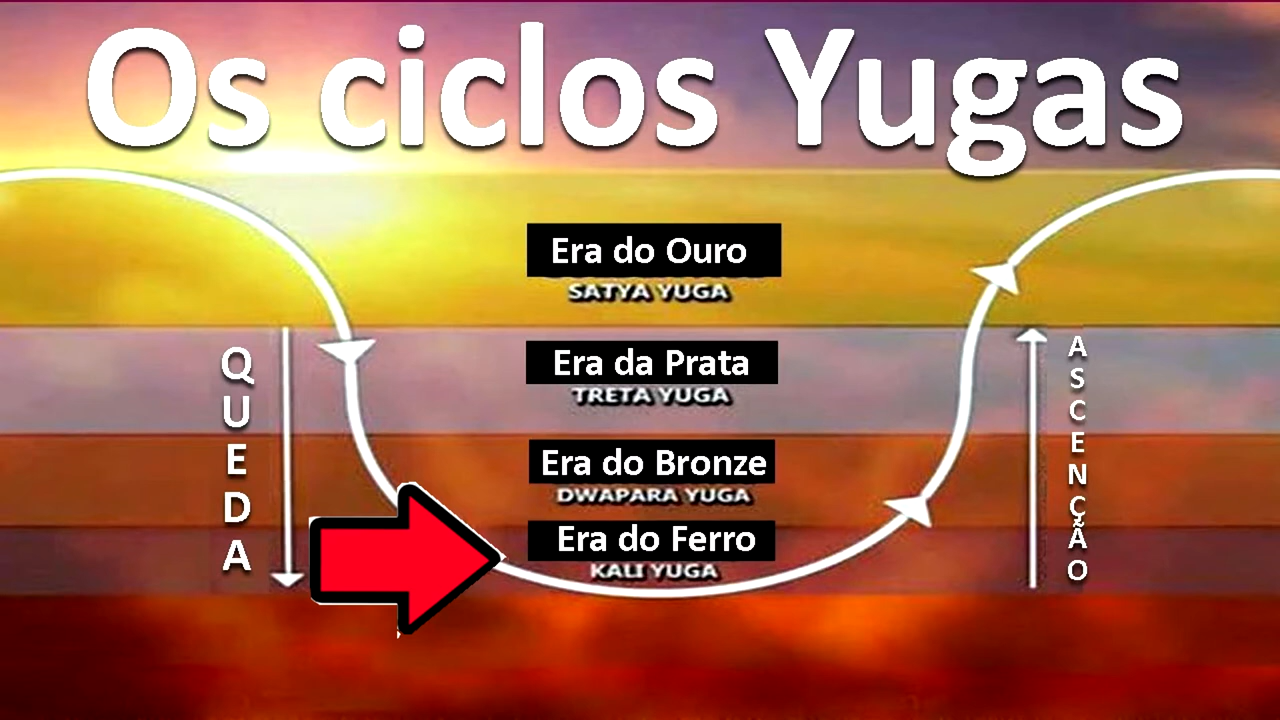 Os ciclos Yugas
Era do Ouro
SATYA YUGA
Era da Prata
TRETA YUGA
Era do Bronze
DWAPARA YUGA
Era do Ferro
KALI YUGA
QUEDA
ASCENÇÃO